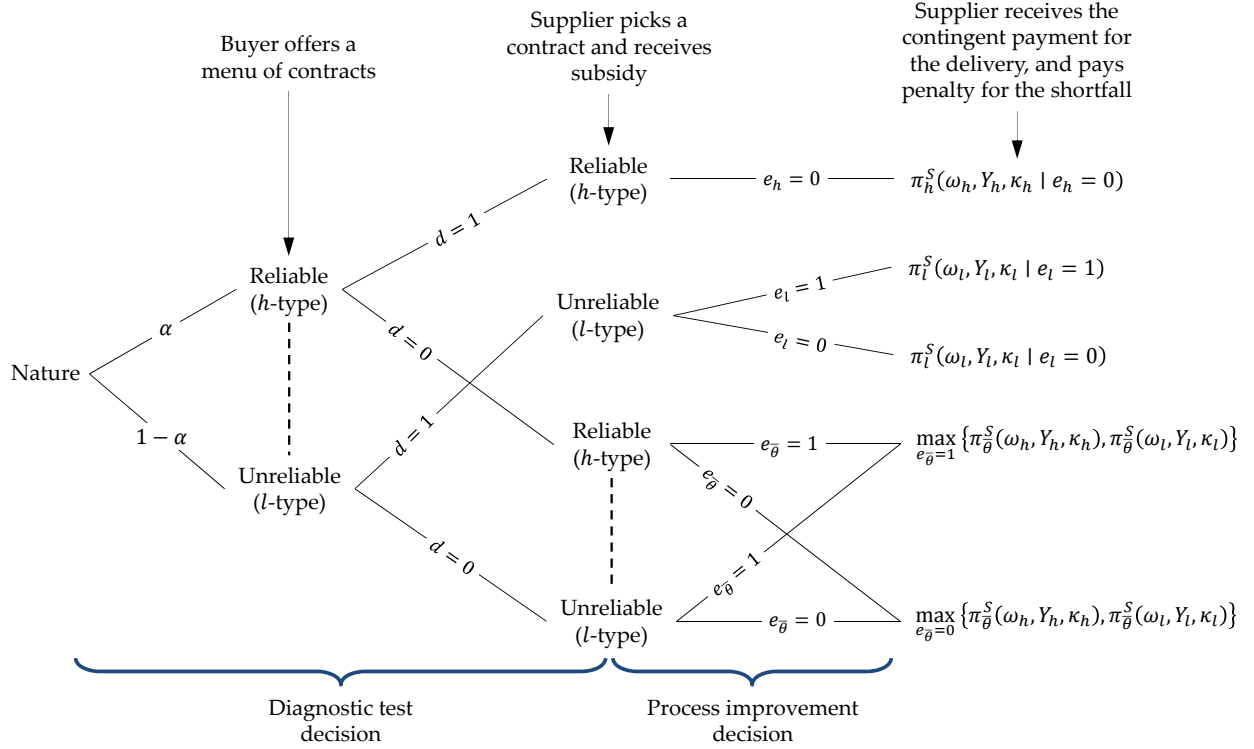 Buyer offers a
menu of contracts
Supplier picks a
contract and receives
subsidy
Supplier receives the
contingent payment for
the delivery, and pays
penalty for the shortfall
Nature
α
1 − α
Reliable
(h-type)
Unreliable
(l-type)
d = 1
d = 0
d = 1
d = 0
Reliable
(h-type)
Unreliable
(l-type)
Reliable
(h-type)
Unreliable
(l-type)
e_h = 0
e_l = 1
e_l = 0
e_θ̅ = 1
e_θ̅ = 0
e_θ̅ = 1
e_θ̅ = 0
π_h^S(ω_h, Y_h, κ_h | e_h = 0)
π_l^S(ω_l, Y_l, κ_l | e_l = 1)
π_l^S(ω_l, Y_l, κ_l | e_l = 0)
max_{e_θ̅=1} {π_θ̅^S(ω_h, Y_h, κ_h), π_θ̅^S(ω_l, Y_l, κ_l)}
max_{e_θ̅=0} {π_θ̅^S(ω_h, Y_h, κ_h), π_θ̅^S(ω_l, Y_l, κ_l)}
Diagnostic test
decision
Process improvement
decision